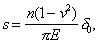 s = n(1 − ν²)/(πE) δ₀,